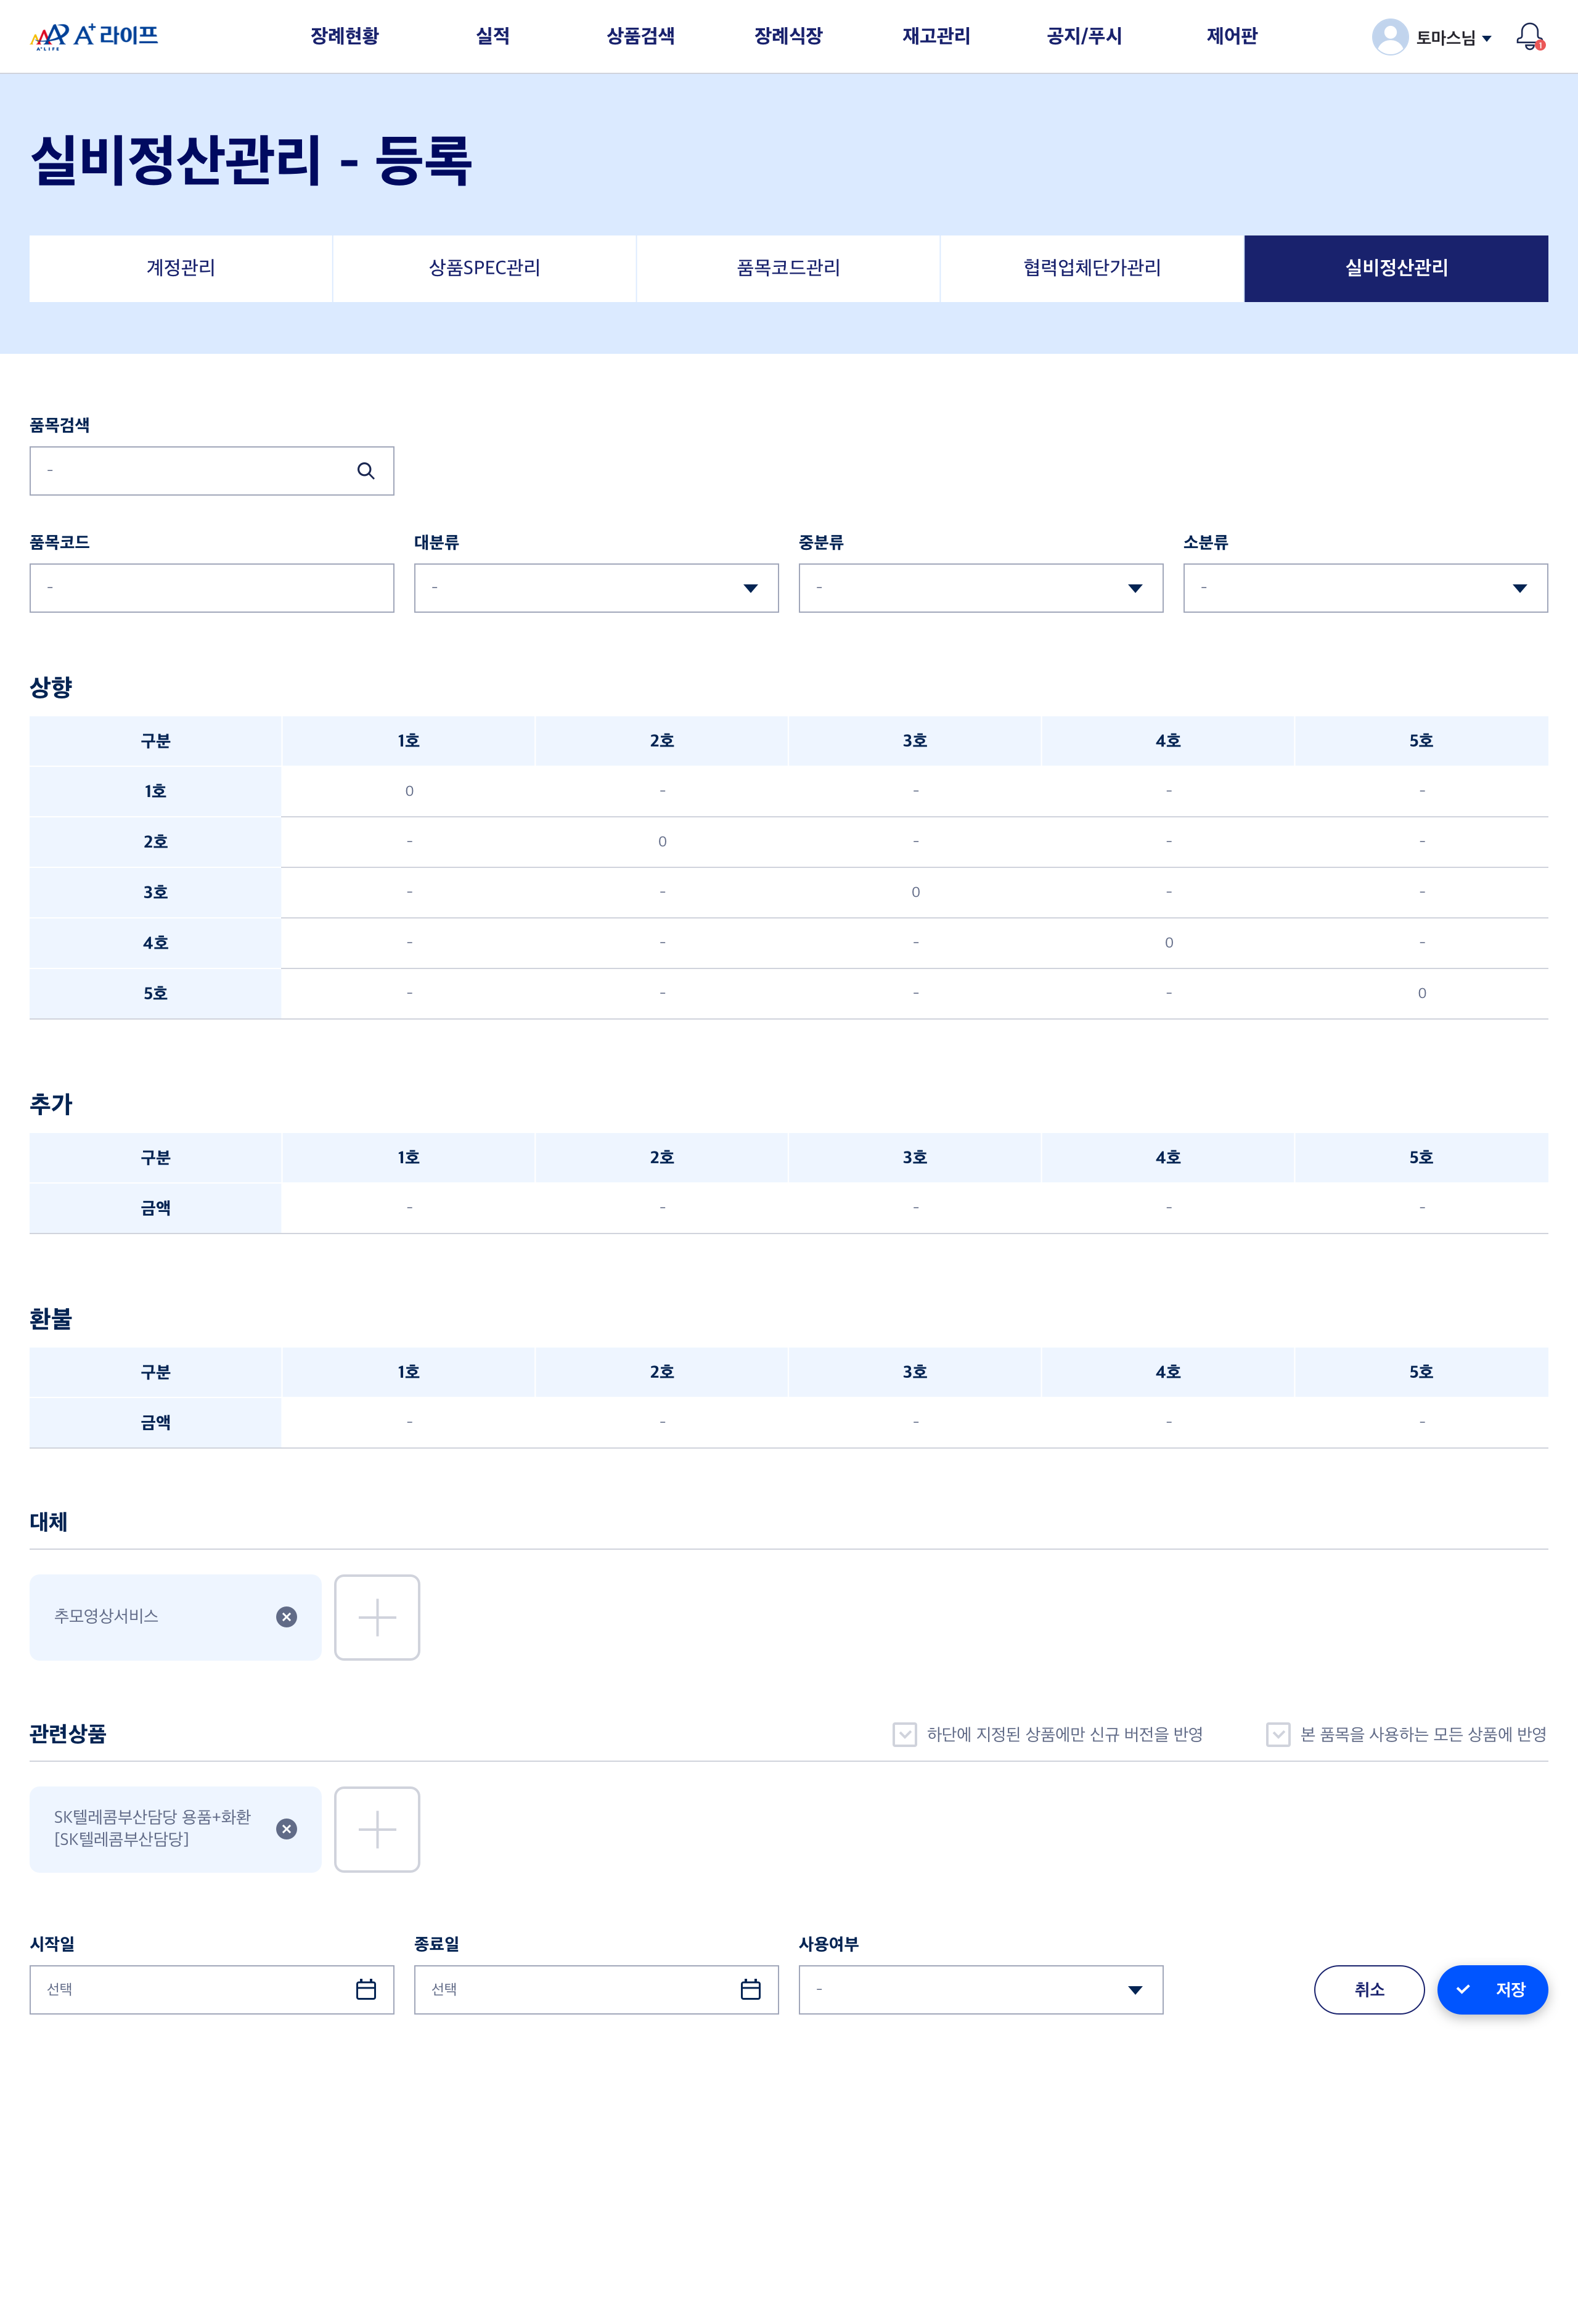 A+ 라이프
A+LIFE
장례현황 실적 상품검색 장례식장 재고관리 공지/푸시 제어판
토마스님
1
실비정산관리 - 등록
계정관리 상품SPEC관리 품목코드관리 협력업체단가관리 실비정산관리
품목검색
-
품목코드 대분류 중분류 소분류
- - - -
상향
구분 1호 2호 3호 4호 5호
1호 0 - - - -
2호 - 0 - - -
3호 - - 0 - -
4호 - - - 0 -
5호 - - - - 0
추가
구분 1호 2호 3호 4호 5호
금액 - - - - -
환불
구분 1호 2호 3호 4호 5호
금액 - - - - -
대체
추모영상서비스
관련상품 하단에 지정된 상품에만 신규 버전을 반영 본 품목을 사용하는 모든 상품에 반영
SK텔레콤부산담당 용품+화환
[SK텔레콤부산담당]
시작일 종료일 사용여부
선택 선택 - 취소 저장